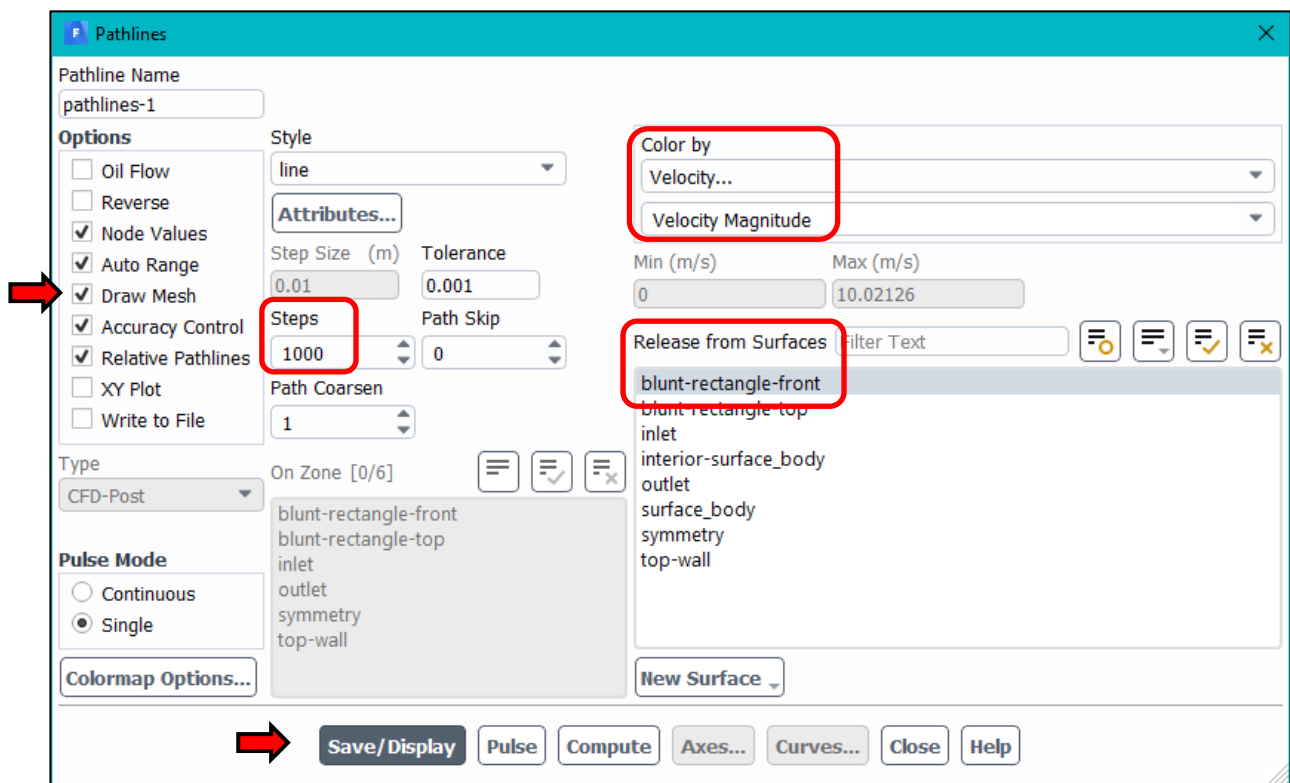 F Pathlines
Pathline Name
pathlines-1
Options
Oil Flow
Reverse
Node Values
Auto Range
Draw Mesh
Accuracy Control
Relative Pathlines
XY Plot
Write to File
Type
CFD-Post
Pulse Mode
Continuous
Single
Colormap Options...
Style
line
Attributes...
Step Size (m) Tolerance
0.01 0.001
Steps Path Skip
1000 0
Path Coarsen
1
On Zone [0/6]
blunt-rectangle-front
blunt-rectangle-top
inlet
outlet
symmetry
top-wall
Color by
Velocity...
Velocity Magnitude
Min (m/s) Max (m/s)
0 10.02126
Release from Surfaces Filter Text
blunt-rectangle-front
blunt-rectangle-top
inlet
interior-surface_body
outlet
surface_body
symmetry
top-wall
New Surface
Save/Display Pulse Compute Axes... Curves... Close Help